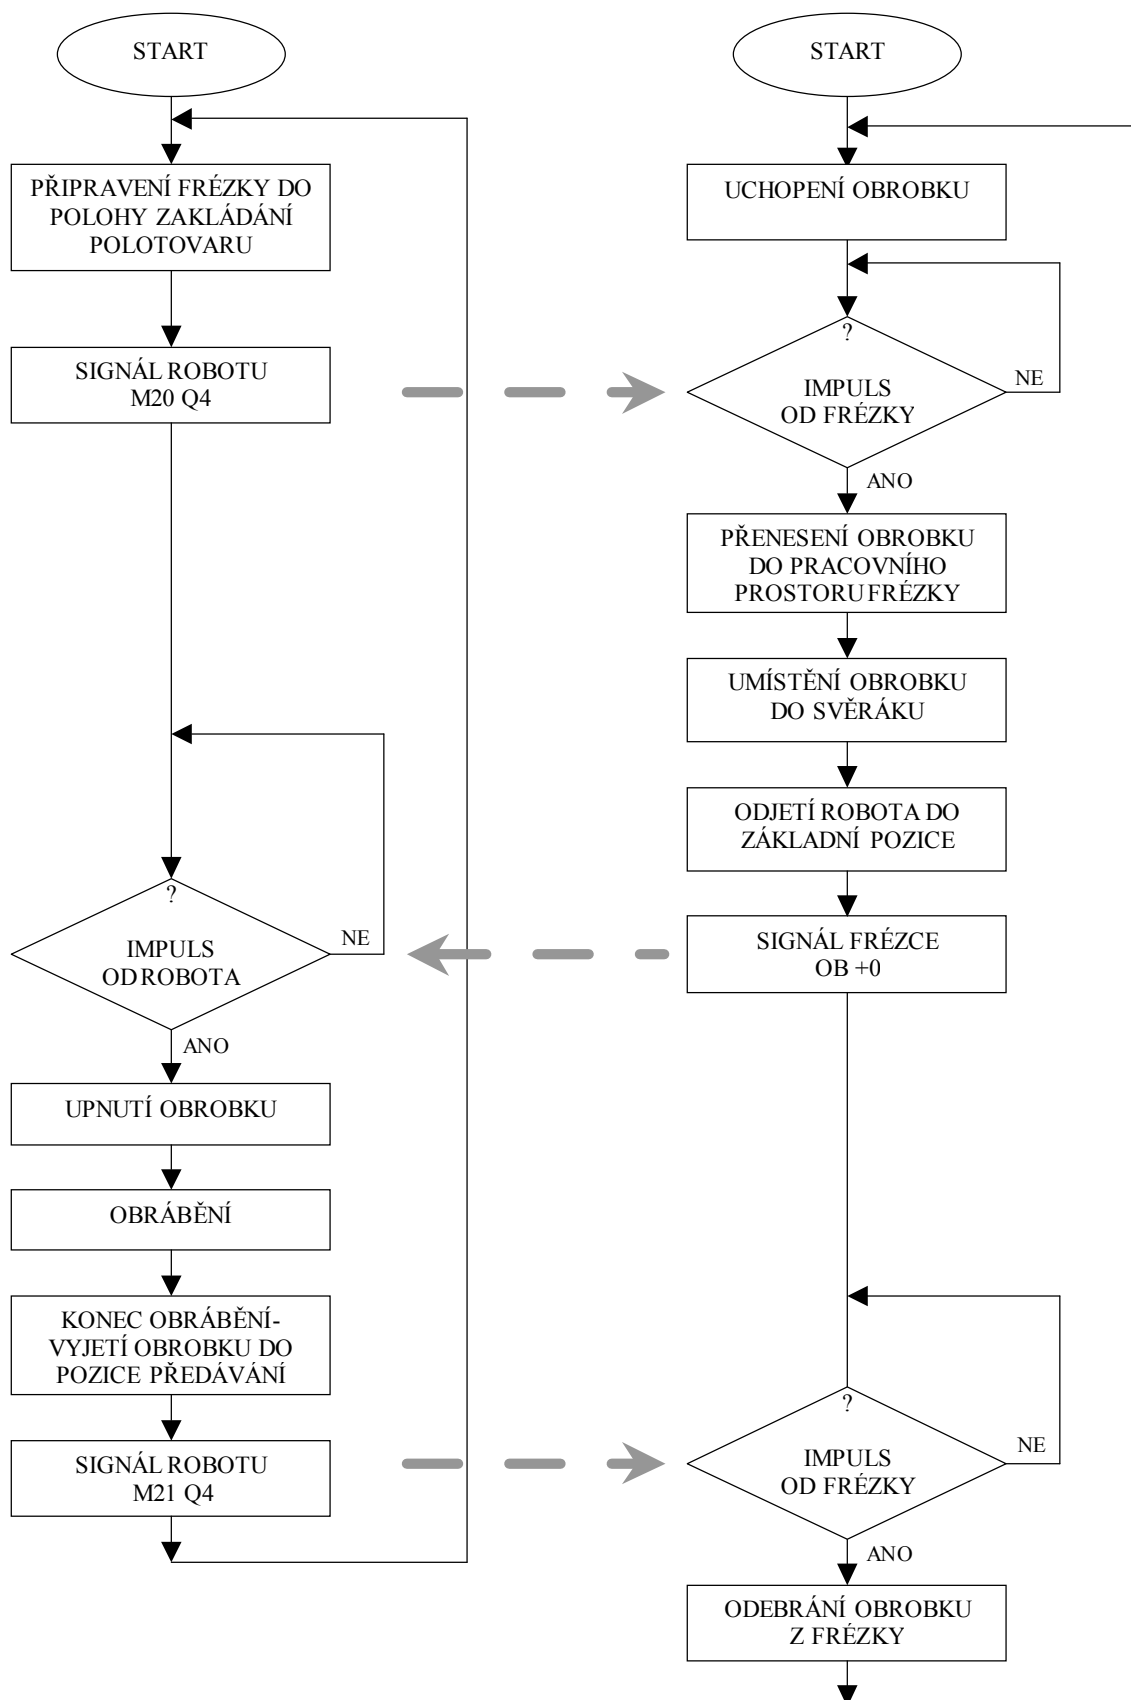 START
PŘIPRAVENÍ FRÉZKY DO
POLOHY ZAKLÁDÁNÍ
POLOTOVARU
SIGNÁL ROBOTU
M20 Q4
?
IMPULS
OD ROBOTA
NE
ANO
UPNUTÍ OBROBKU
OBRÁBĚNÍ
KONEC OBRÁBĚNÍ-
VYJETÍ OBROBKU DO
POZICE PŘEDÁVÁNÍ
SIGNÁL ROBOTU
M21 Q4
START
UCHOPENÍ OBROBKU
?
IMPULS
OD FRÉZKY
NE
ANO
PŘENESENÍ OBROBKU
DO PRACOVNÍHO
PROSTORU FRÉZKY
UMÍSTĚNÍ OBROBKU
DO SVĚRÁKU
ODJETÍ ROBOTA DO
ZÁKLADNÍ POZICE
SIGNÁL FRÉZCE
OB +0
?
IMPULS
OD FRÉZKY
NE
ANO
ODEBRÁNÍ OBROBKU
Z FRÉZKY